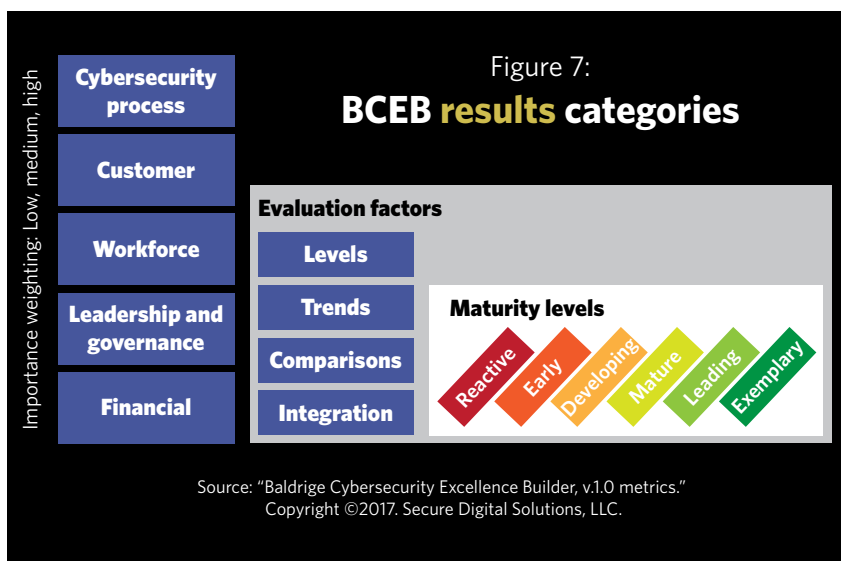 Figure 7:
BCEB results categories
Importance weighting: Low, medium, high
Cybersecurity
process
Customer
Workforce
Leadership and
governance
Financial
Evaluation factors
Levels
Trends
Comparisons
Integration
Maturity levels
Reactive
Early
Developing
Mature
Leading
Exemplary
Source: “Baldrige Cybersecurity Excellence Builder, v.1.0 metrics.”
Copyright ©2017. Secure Digital Solutions, LLC.